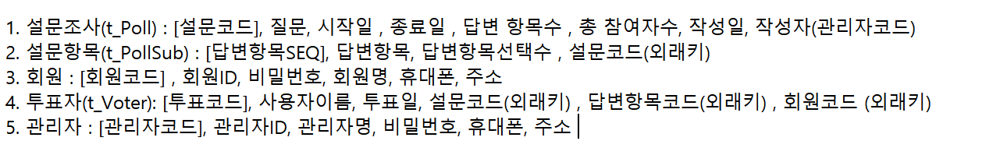 1. 설문조사(t_Poll) : [설문코드], 질문, 시작일 , 종료일 , 답변 항목수 , 총 참여자수, 작성일, 작성자(관리자코드)
2. 설문항목(t_PollSub) : [답변항목SEQ], 답변항목, 답변항목선택수 , 설문코드(외래키)
3. 회원 : [회원코드] , 회원ID, 비밀번호, 회원명, 휴대폰, 주소
4. 투표자(t_Voter): [투표코드], 사용자이름, 투표일, 설문코드(외래키) , 답변항목코드(외래키) , 회원코드 (외래키)
5. 관리자 : [관리자코드], 관리자ID, 관리자명, 비밀번호, 휴대폰, 주소